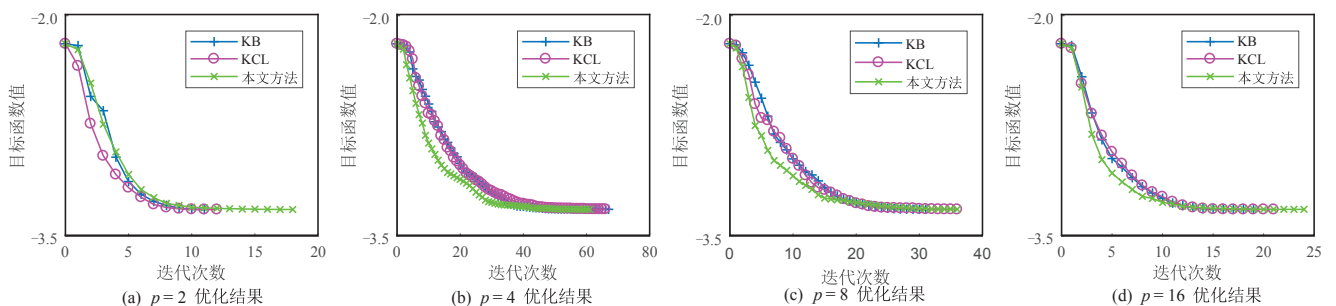 −2.0
目标函数值
−3.5
KB
KCL
本文方法
0 5 10 15 20
迭代次数
(a) p = 2 优化结果
−2.0
目标函数值
−3.5
KB
KCL
本文方法
0 20 40 60 80
迭代次数
(b) p = 4 优化结果
−2.0
目标函数值
−3.5
KB
KCL
本文方法
0 10 20 30 40
迭代次数
(c) p = 8 优化结果
−2.0
目标函数值
−3.5
KB
KCL
本文方法
0 5 10 15 20 25
迭代次数
(d) p = 16 优化结果